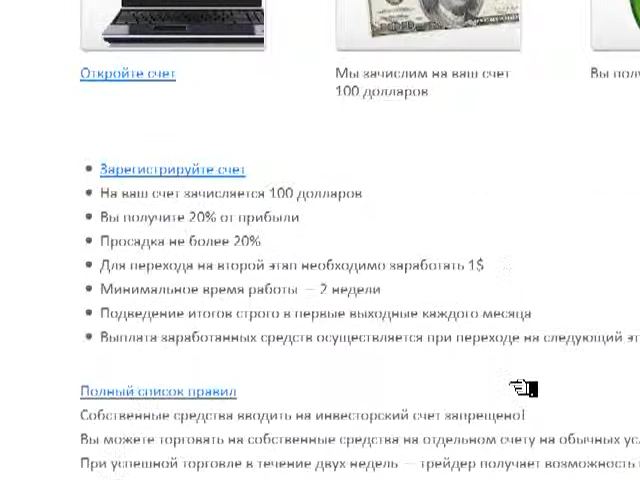 Откройте счет
Мы зачислим на ваш счет
100 долларов
Вы
Зарегистрируйте счет
На ваш счет зачисляется 100 долларов
Вы получите 20% от прибыли
Просадка не более 20%
Для перехода на второй этап необходимо заработать 1$
Минимальное время работы — 2 недели
Подведение итогов строго в первые выходные каждого месяца
Выплата заработанных средств осуществляется при переходе на следующий эт
Полный список правил
Собственные средства вводить на инвесторский счет запрещено!
Вы можете торговать на собственные средства на отдельном счету на обычных ус
При успешной торговле в течение двух недель — трейдер получает возможность